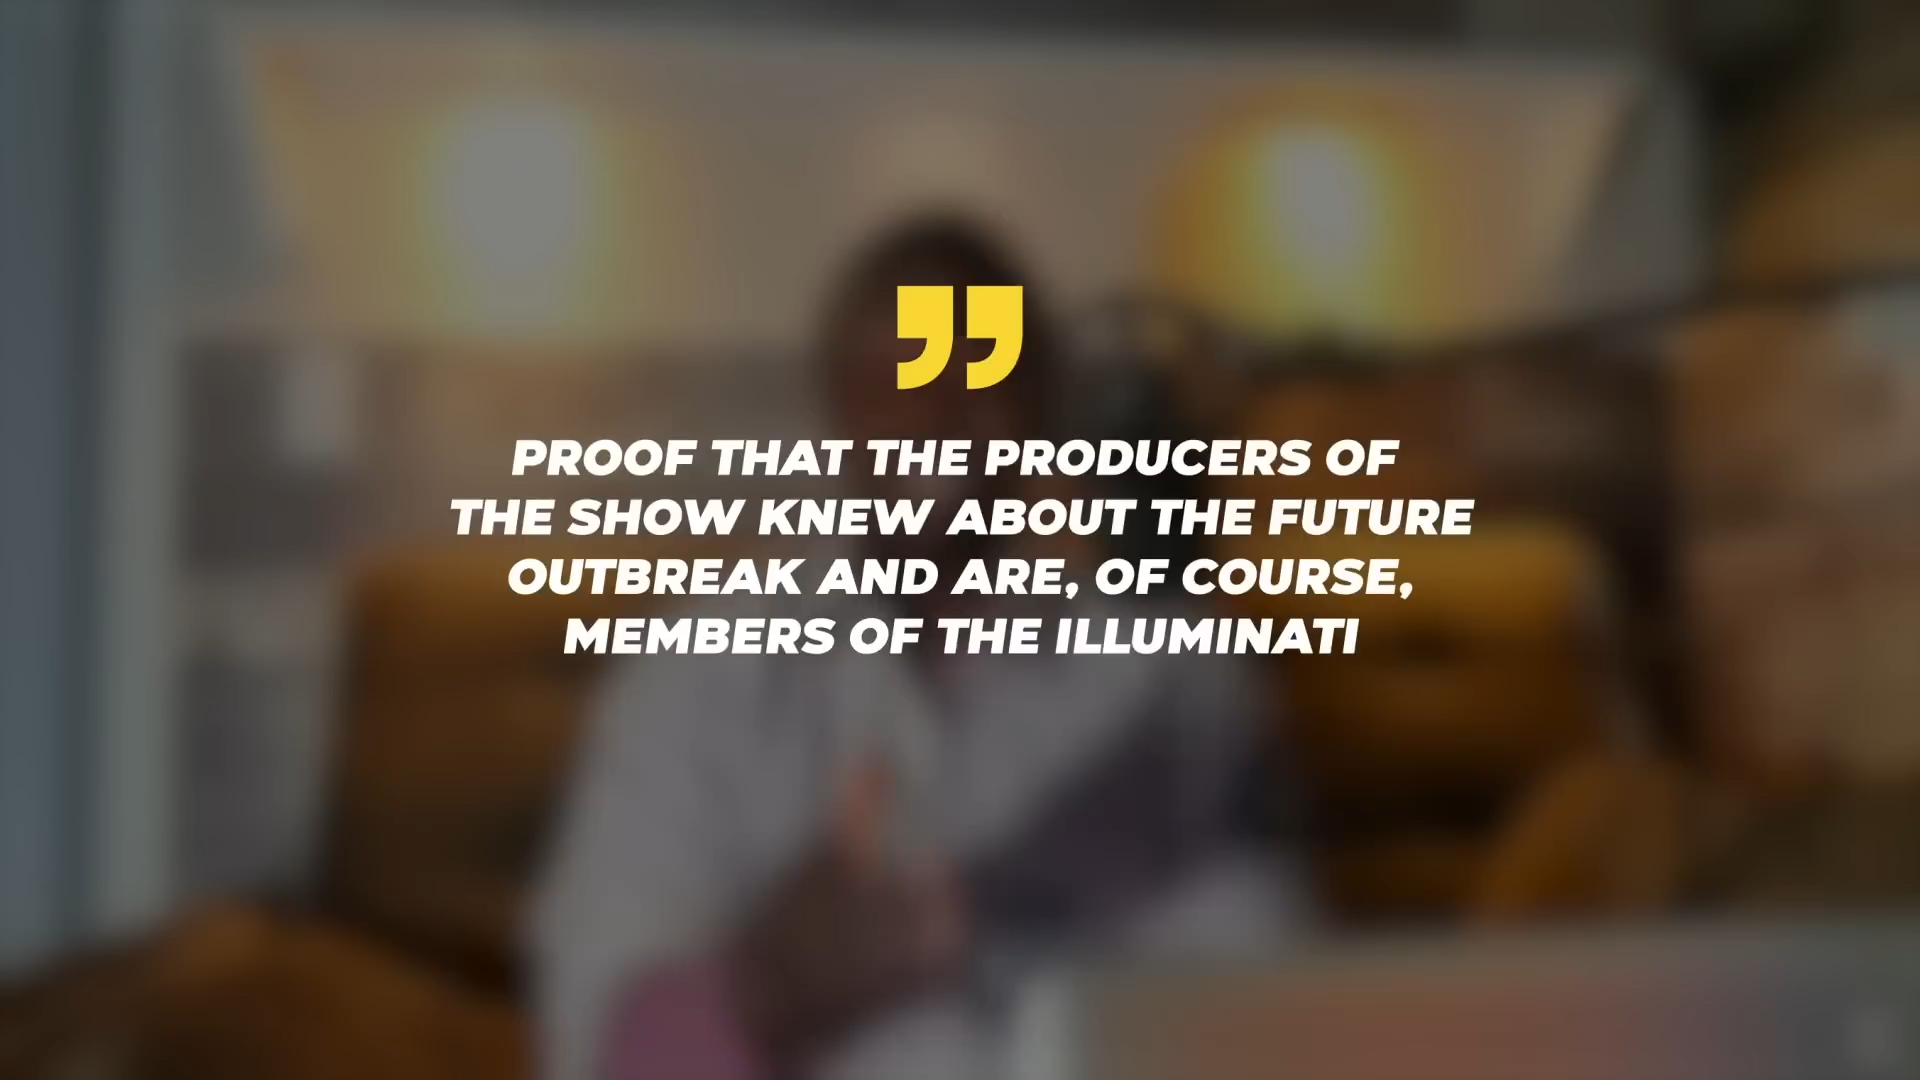 ”
PROOF THAT THE PRODUCERS OF
THE SHOW KNEW ABOUT THE FUTURE
OUTBREAK AND ARE, OF COURSE,
MEMBERS OF THE ILLUMINATI